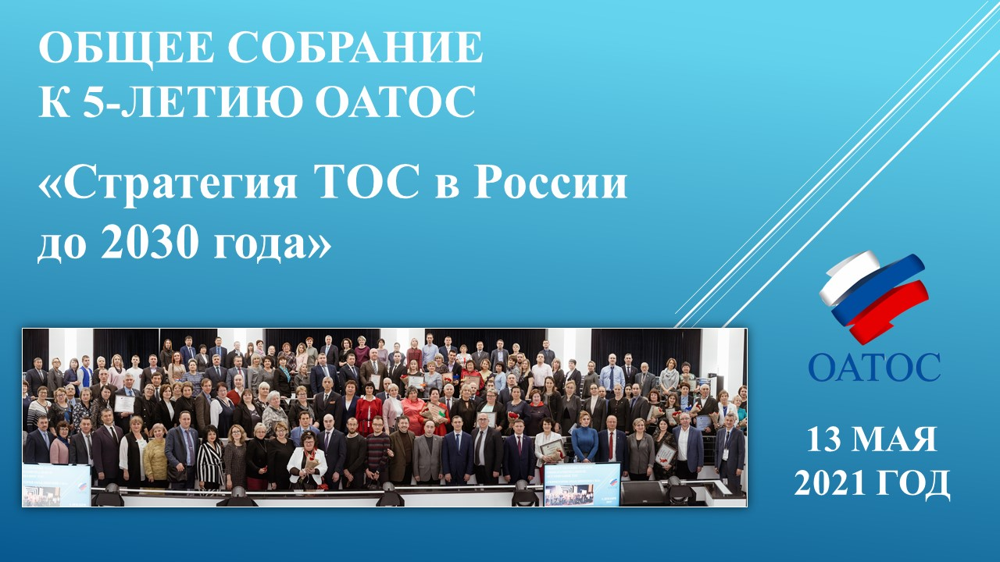 ОБЩЕЕ СОБРАНИЕ
К 5-ЛЕТИЮ ОАТОС
«Стратегия ТОС в России
до 2030 года»
ОАТОС
13 МАЯ
2021 ГОД